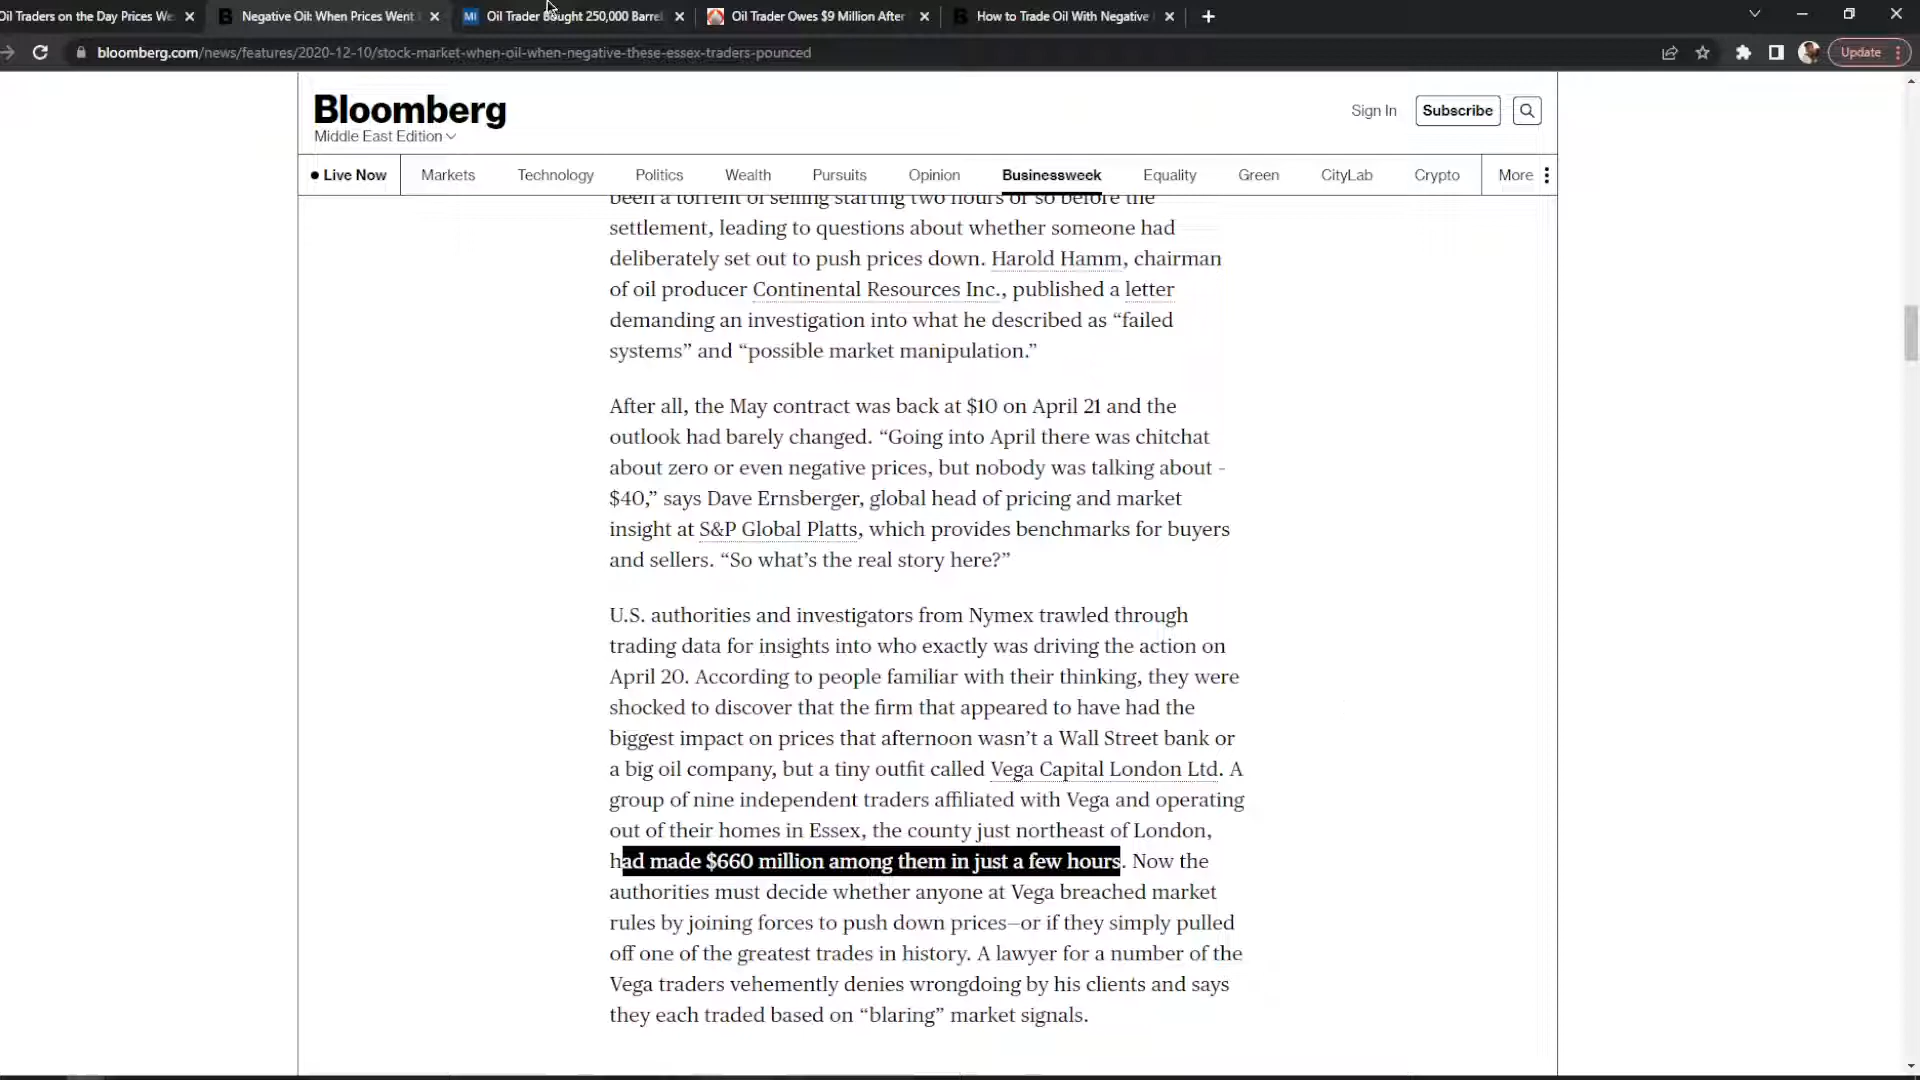 Oil Traders on the Day Prices We
Negative Oil: When Prices Went
MI Oil Trader Bought 250,000 Barrel
Oil Trader Owes $9 Million After
How to Trade Oil With Negative
bloomberg.com/news/features/2020-12-10/stock-market-when-oil-when-negative-these-essex-traders-pounced
Update
Bloomberg
Middle East Edition
Sign In
Subscribe
Live Now
Markets
Technology
Politics
Wealth
Pursuits
Opinion
Businessweek
Equality
Green
CityLab
Crypto
More
been a torrent of selling starting two hours or so before the
settlement, leading to questions about whether someone had
deliberately set out to push prices down. Harold Hamm, chairman
of oil producer Continental Resources Inc., published a letter
demanding an investigation into what he described as “failed
systems” and “possible market manipulation.”
After all, the May contract was back at $10 on April 21 and the
outlook had barely changed. “Going into April there was chitchat
about zero or even negative prices, but nobody was talking about -
$40,” says Dave Ernsberger, global head of pricing and market
insight at S&P Global Platts, which provides benchmarks for buyers
and sellers. “So what’s the real story here?”
U.S. authorities and investigators from Nymex trawled through
trading data for insights into who exactly was driving the action on
April 20. According to people familiar with their thinking, they were
shocked to discover that the firm that appeared to have had the
biggest impact on prices that afternoon wasn’t a Wall Street bank or
a big oil company, but a tiny outfit called Vega Capital London Ltd. A
group of nine independent traders affiliated with Vega and operating
out of their homes in Essex, the county just northeast of London,
had made $660 million among them in just a few hours. Now the
authorities must decide whether anyone at Vega breached market
rules by joining forces to push down prices—or if they simply pulled
off one of the greatest trades in history. A lawyer for a number of the
Vega traders vehemently denies wrongdoing by his clients and says
they each traded based on “blaring” market signals.